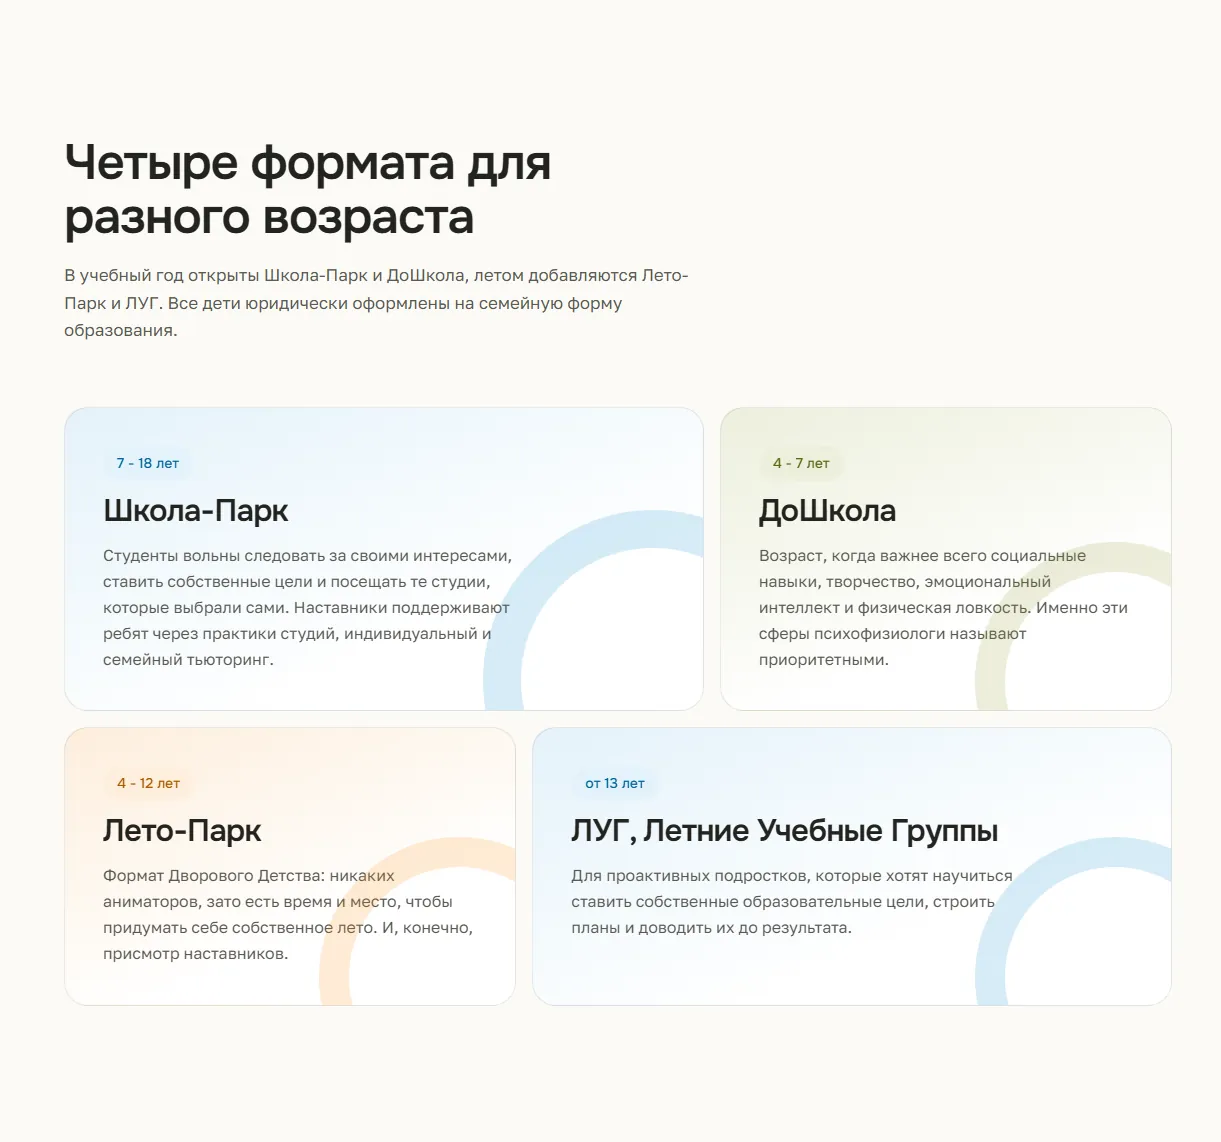 Четыре формата для
разного возраста
В учебный год открыты Школа-Парк и ДоШкола, летом добавляются Лето-
Парк и ЛУГ. Все дети юридически оформлены на семейную форму
образования.
7 - 18 лет
Школа-Парк
Студенты вольны следовать за своими интересами,
ставить собственные цели и посещать те студии,
которые выбрали сами. Наставники поддерживают
ребят через практики студий, индивидуальный и
семейный тьюторинг.
4 - 7 лет
ДоШкола
Возраст, когда важнее всего социальные
навыки, творчество, эмоциональный
интеллект и физическая ловкость. Именно эти
сферы психофизиологи называют
приоритетными.
4 - 12 лет
Лето-Парк
Формат Дворового Детства: никаких
аниматоров, зато есть время и место, чтобы
придумать себе собственное лето. И, конечно,
присмотр наставников.
от 13 лет
ЛУГ, Летние Учебные Группы
Для проактивных подростков, которые хотят научиться
ставить собственные образовательные цели, строить
планы и доводить их до результата.